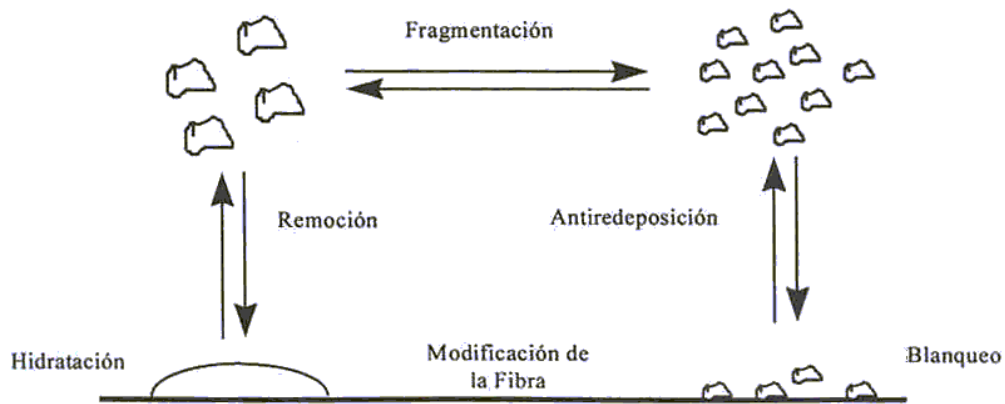 Fragmentación
Remoción
Antiredeposición
Hidratación
Modificación de
la Fibra
Blanqueo